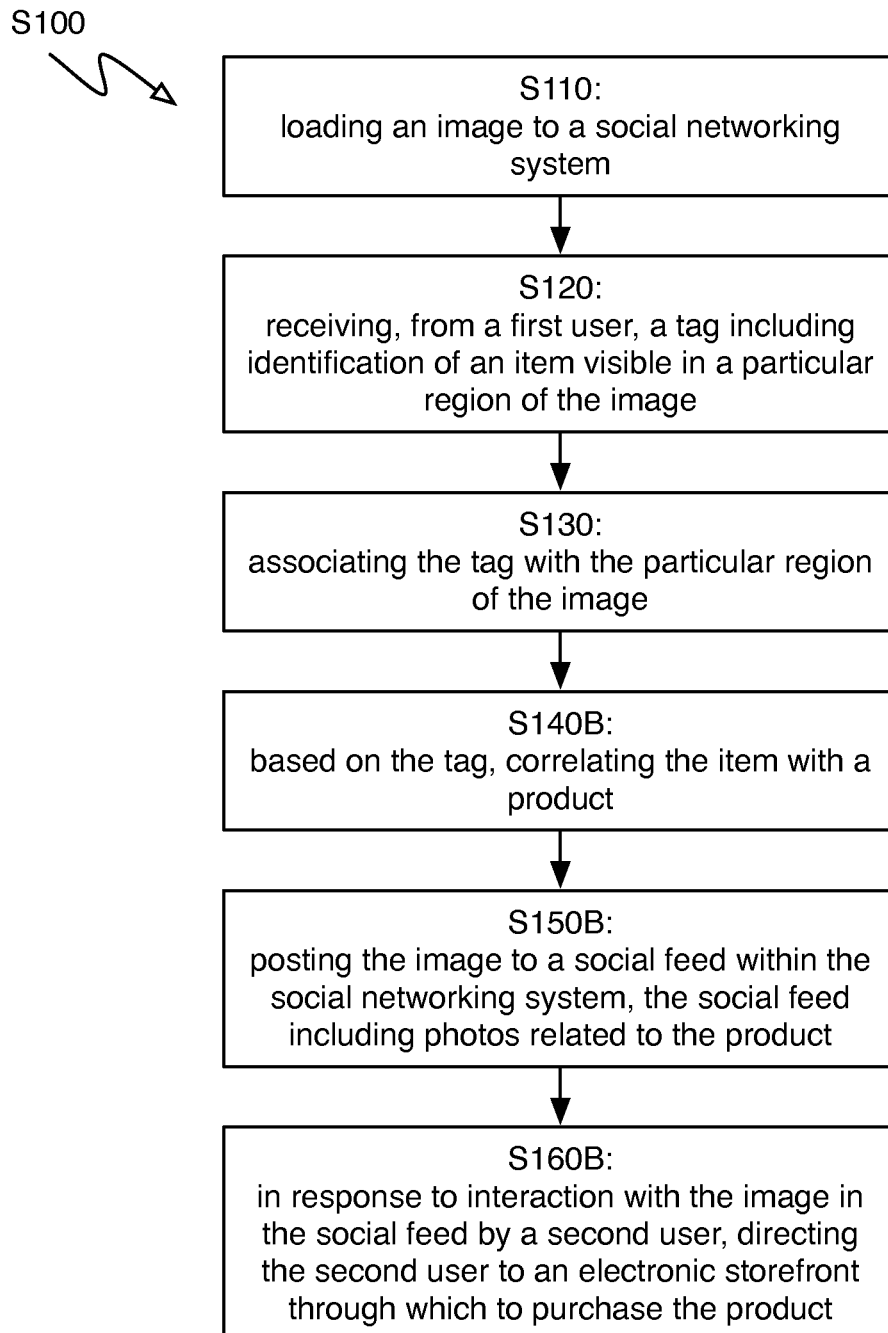 S100
S110:
loading an image to a social networking
system
S120:
receiving, from a first user, a tag including
identification of an item visible in a particular
region of the image
S130:
associating the tag with the particular region
of the image
S140B:
based on the tag, correlating the item with a
product
S150B:
posting the image to a social feed within the
social networking system, the social feed
including photos related to the product
S160B:
in response to interaction with the image in
the social feed by a second user, directing
the second user to an electronic storefront
through which to purchase the product